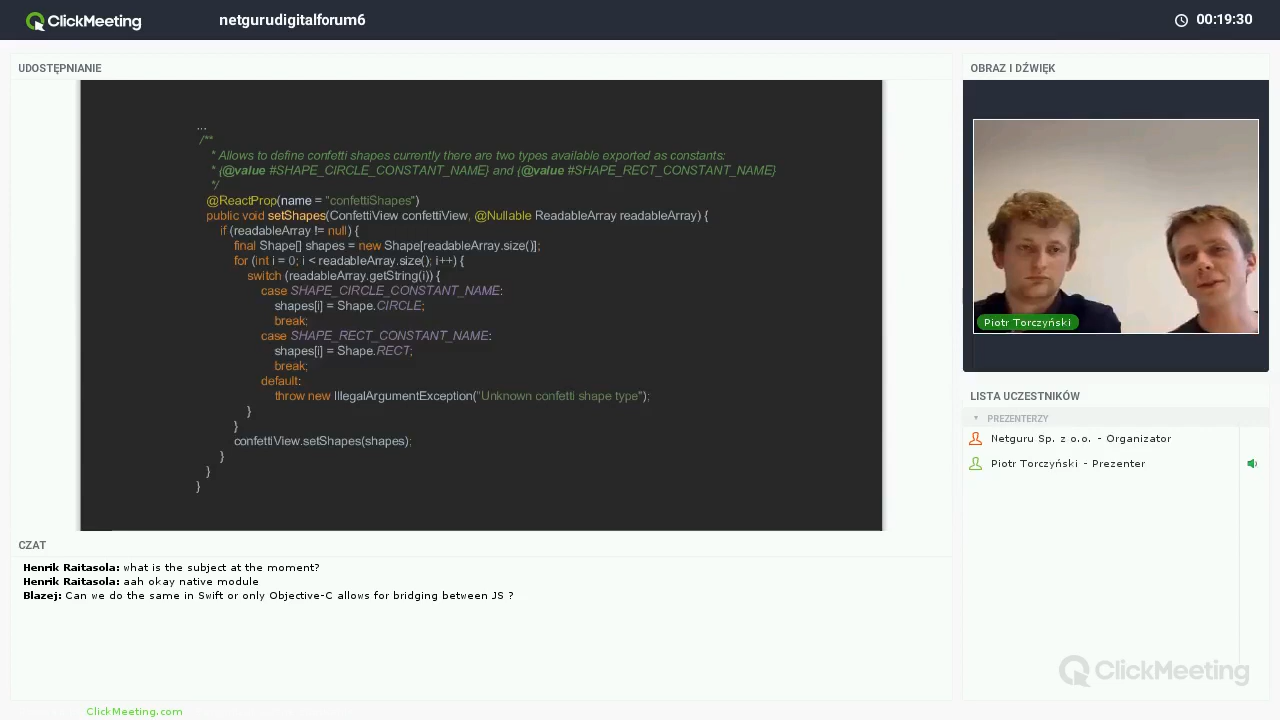 ClickMeeting
netgurudigitalforum6
00:19:30
UDOSTĘPNIANIE
...
/**
* Allows to define confetti shapes currently there are two types available exported as constants:
* {@value #SHAPE_CIRCLE_CONSTANT_NAME} and {@value #SHAPE_RECT_CONSTANT_NAME}
*/
@ReactProp(name = "confettiShapes")
public void setShapes(ConfettiView confettiView, @Nullable ReadableArray readableArray) {
if (readableArray != null) {
final Shape[] shapes = new Shape[readableArray.size()];
for (int i = 0; i < readableArray.size(); i++) {
switch (readableArray.getString(i)) {
case SHAPE_CIRCLE_CONSTANT_NAME:
shapes[i] = Shape.CIRCLE;
break;
case SHAPE_RECT_CONSTANT_NAME:
shapes[i] = Shape.RECT;
break;
default:
throw new IllegalArgumentException("Unknown confetti shape type");
}
}
confettiView.setShapes(shapes);
}
}
}
CZAT
Henrik Raitasola: what is the subject at the moment?
Henrik Raitasola: aah okay native module
Blazej: Can we do the same in Swift or only Objective-C allows for bridging between JS ?
ClickMeeting.com
OBRAZ I DŹWIĘK
Piotr Torczyński
LISTA UCZESTNIKÓW
PREZENTERZY
Netguru Sp. z o.o. - Organizator
Piotr Torczyński - Prezenter
ClickMeeting